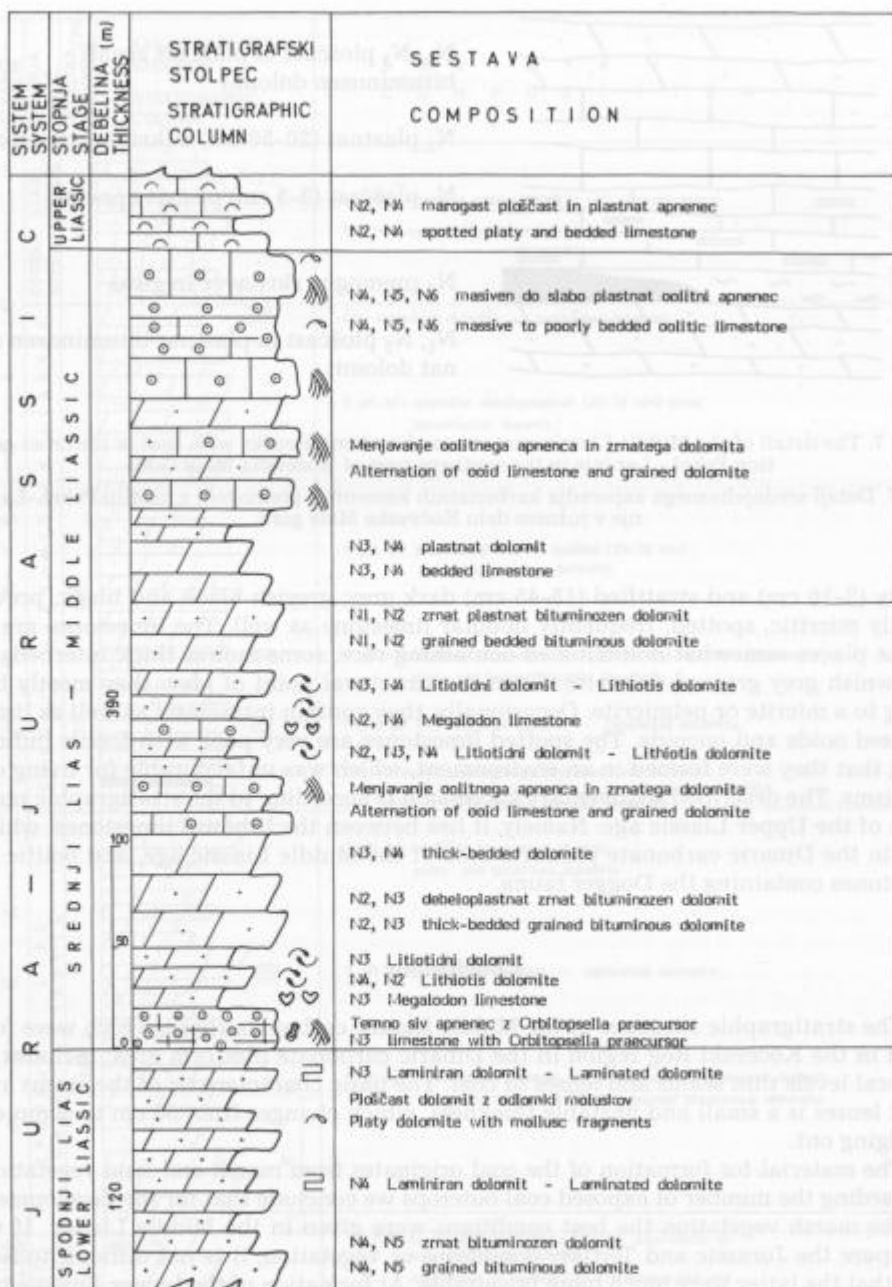 SISTEM
SYSTEM
STOPNJA
STAGE
DEBELINA (m)
THICKNESS
STRATIGRAFSKI
STOLPEC
STRATIGRAPHIC
COLUMN
SESTAVA
COMPOSITION
JURA — JURASSIC
UPPER
LIASSIC
SREDNJI LIAS MIDDLE LIASSIC
SPODNJI LIAS
LOWER LIASSIC
390
100
50
0
120
N2, N4 marogast ploščast in plastnat apnenec
N2, N4 spotted platy and bedded limestone
N4, N5, N6 masiven do slabo plastnat oolitni apnenec
N4, N5, N6 massive to poorly bedded oolitic limestone
Menjavanje oolitnega apnenca in zrnatega dolomita
Alternation of ooid limestone and grained dolomite
N3, N4 plastnat dolomit
N3, N4 bedded limestone
N1, N2 zrnat plastnat bituminozen dolomit
N1, N2 grained bedded bituminous dolomite
N3, N4 Litiotidni dolomit - Lithiotis dolomite
N2, N4 Megalodon limestone
N2, N3, N4 Litiotidni dolomit - Lithiotis dolomite
Menjavanje oolitnega apnenca in zrnatega dolomita
Alternation of ooid limestone and grained dolomite
N3, N4 thick-bedded dolomite
N2, N3 debeloplastnat zrnat bituminozen dolomit
N2, N3 thick-bedded grained bituminous dolomite
N3 Litiotidni dolomit
N4, N2 Lithiotis dolomite
N3 Megalodon limestone
Temno siv apnenec z Orbitopsella praecursor
N3 limestone with Orbitopsella praecursor
N3 Laminiran dolomit - Laminated dolomite
Ploščast dolomit z odlomki moluskov
Platy dolomite with mollusc fragments
N4 Laminiran dolomit - Laminated dolomite
N4, N5 zrnat bituminozen dolomit
N4, N5 grained bituminous dolomite